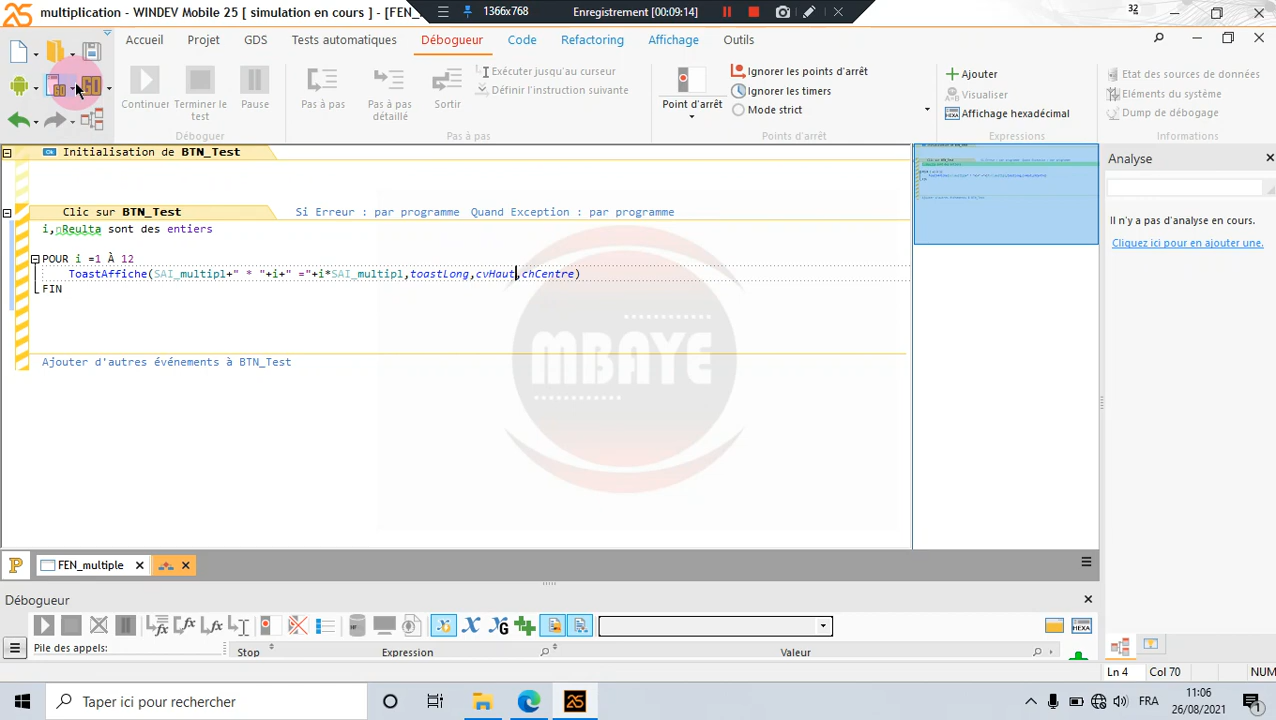 multiplication - WINDEV Mobile 25 [ simulation en cours ] - [FEN_
1366x768
Enregistrement [00:09:14]
32
Accueil Projet GDS Tests automatiques Débogueur Code Refactoring Affichage Outils
Continuer
Terminer le test
Pause
Déboguer
Pas à pas
Pas à pas détaillé
Sortir
Exécuter jusqu'au curseur
Définir l'instruction suivante
Pas à pas
Point d'arrêt
Ignorer les points d'arrêt
Ignorer les timers
Mode strict
Points d'arrêt
Ajouter
Visualiser
Affichage hexadécimal
Expressions
Etat des sources de données
Eléments du système
Dump de débogage
Informations
Initialisation de BTN_Test
Clic sur BTN_Test Si Erreur : par programme Quand Exception : par programme
i,nReulta sont des entiers
POUR i =1 À 12
ToastAffiche(SAI_multipl+" * "+i+" ="+i*SAI_multipl,toastLong,cvHaut,chCentre)
FIN
MBAYE
Ajouter d'autres événements à BTN_Test
Analyse
Il n'y a pas d'analyse en cours.
Cliquez ici pour en ajouter une.
FEN_multiple
Débogueur
HEXA
Pile des appels:
Stop Expression Valeur
Ln 4 Col 70 NUM
Taper ici pour rechercher
25
FRA
11:06
26/08/2021